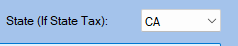 State (If State Tax): CA